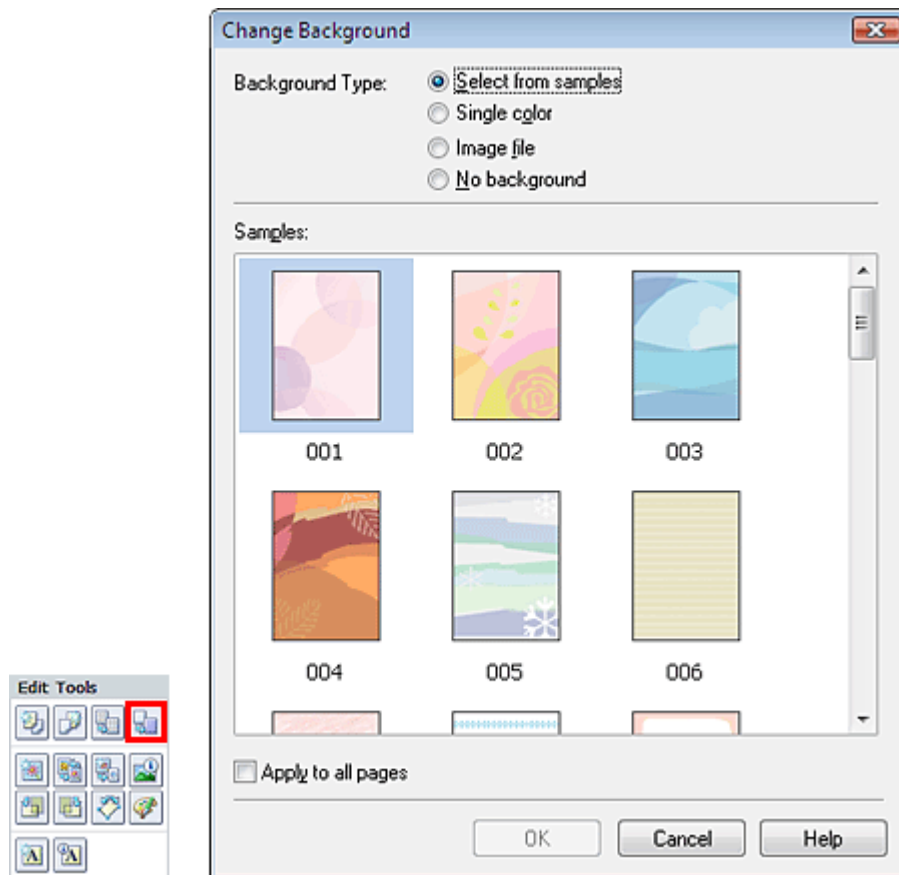 Change Background
Background Type:
Select from samples
Single color
Image file
No background
Samples:
001 002 003
004 005 006
Apply to all pages
OK Cancel Help
Edit Tools
A A